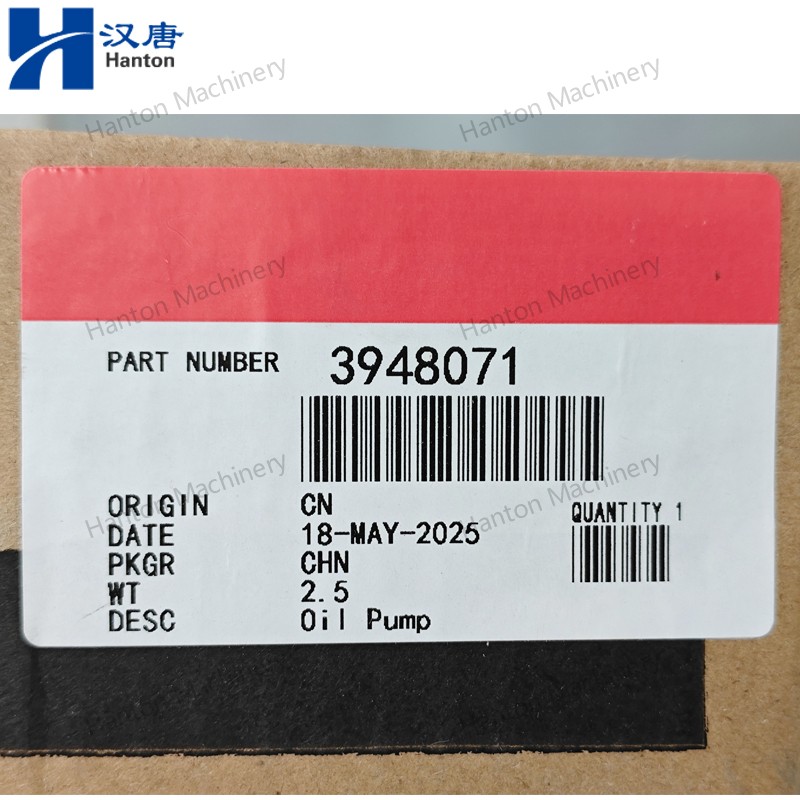 汉唐
Hanton
Hanton Machinery
Hanton Machinery
Hanton Machinery
Hanton Machinery
PART NUMBER 3948071
Hanton Machinery
Hanton Machinery
ORIGIN CN
QUANTITY 1
DATE 18-MAY-2025
PKGR CHN
WT 2.5
DESC Oil Pump